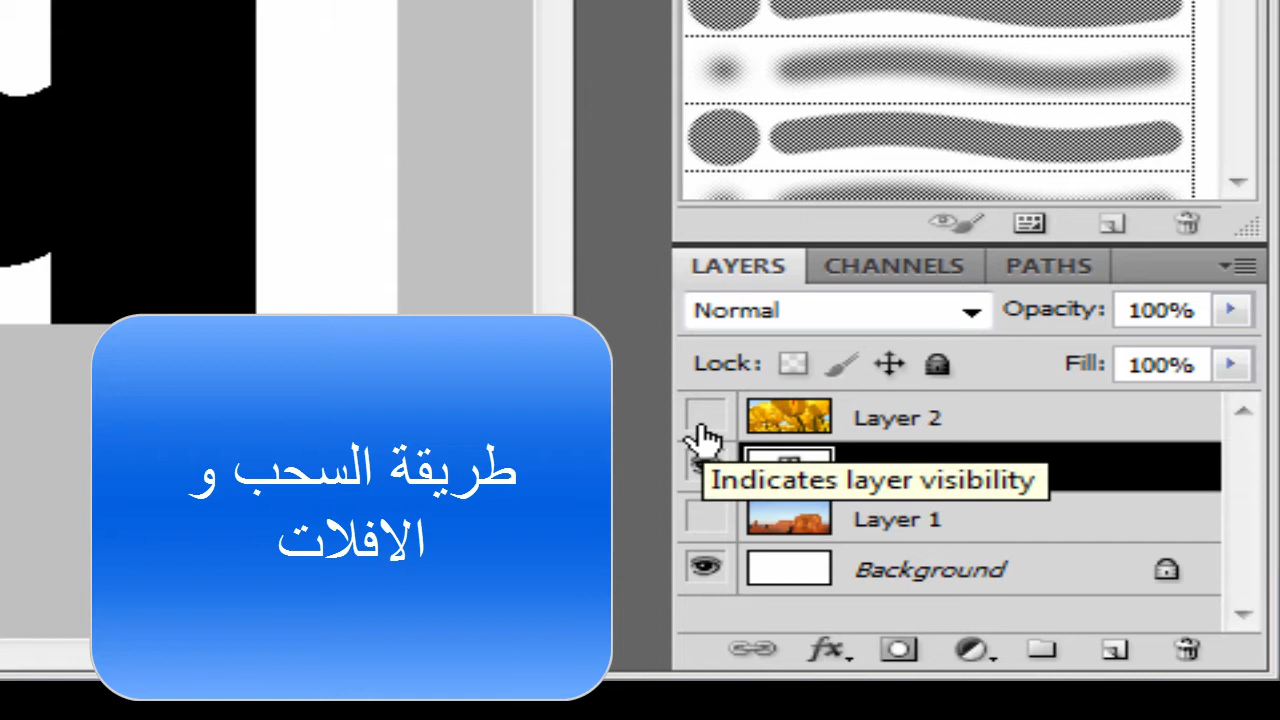 LAYERS CHANNELS PATHS
Normal Opacity: 100%
Lock: Fill: 100%
Layer 2
Indicates layer visibility
Layer 1
Background
fx
طريقة السحب و
الافلات